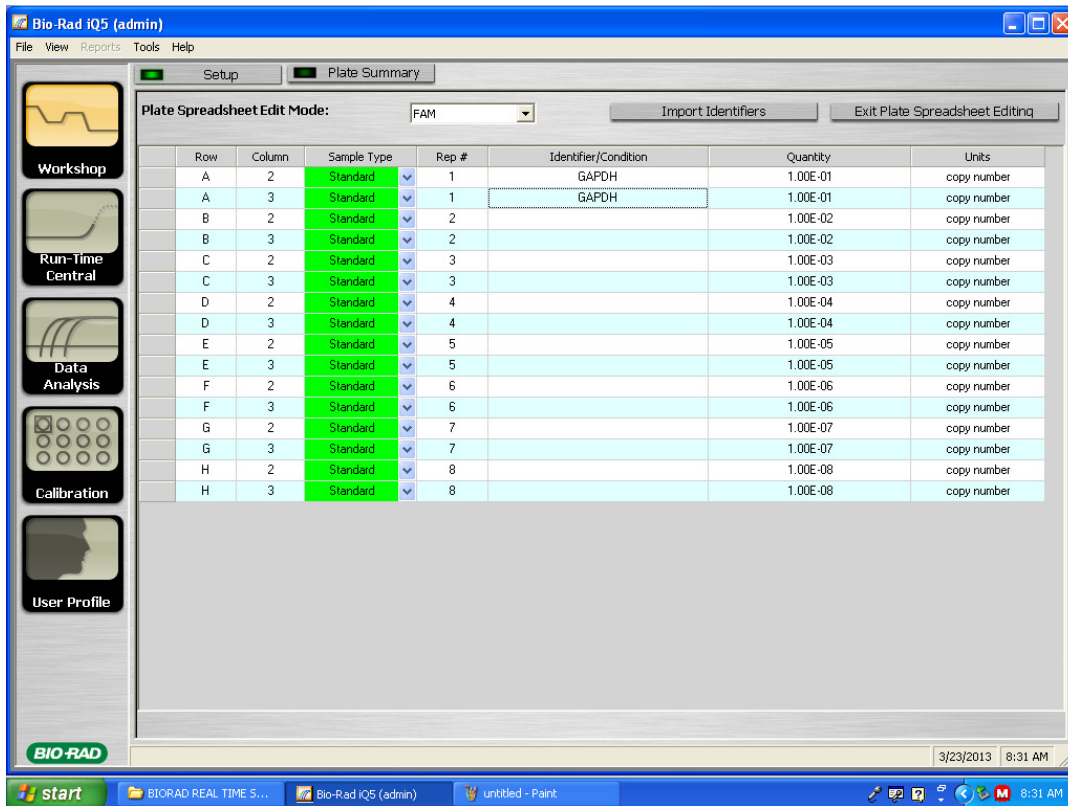 Bio-Rad iQ5 (admin)
File View Reports Tools Help
Setup Plate Summary
Plate Spreadsheet Edit Mode: FAM Import Identifiers Exit Plate Spreadsheet Editing
Row Column Sample Type Rep # Identifier/Condition Quantity Units
A 2 Standard 1 GAPDH 1.00E-01 copy number
A 3 Standard 1 GAPDH 1.00E-01 copy number
B 2 Standard 2 1.00E-02 copy number
B 3 Standard 2 1.00E-02 copy number
C 2 Standard 3 1.00E-03 copy number
C 3 Standard 3 1.00E-03 copy number
D 2 Standard 4 1.00E-04 copy number
D 3 Standard 4 1.00E-04 copy number
E 2 Standard 5 1.00E-05 copy number
E 3 Standard 5 1.00E-05 copy number
F 2 Standard 6 1.00E-06 copy number
F 3 Standard 6 1.00E-06 copy number
G 2 Standard 7 1.00E-07 copy number
G 3 Standard 7 1.00E-07 copy number
H 2 Standard 8 1.00E-08 copy number
H 3 Standard 8 1.00E-08 copy number
Workshop
Run-Time
Central
Data
Analysis
Calibration
User Profile
BIO-RAD
3/23/2013 8:31 AM
start BIORAD REAL TIME S... Bio-Rad iQ5 (admin) untitled - Paint 8:31 AM